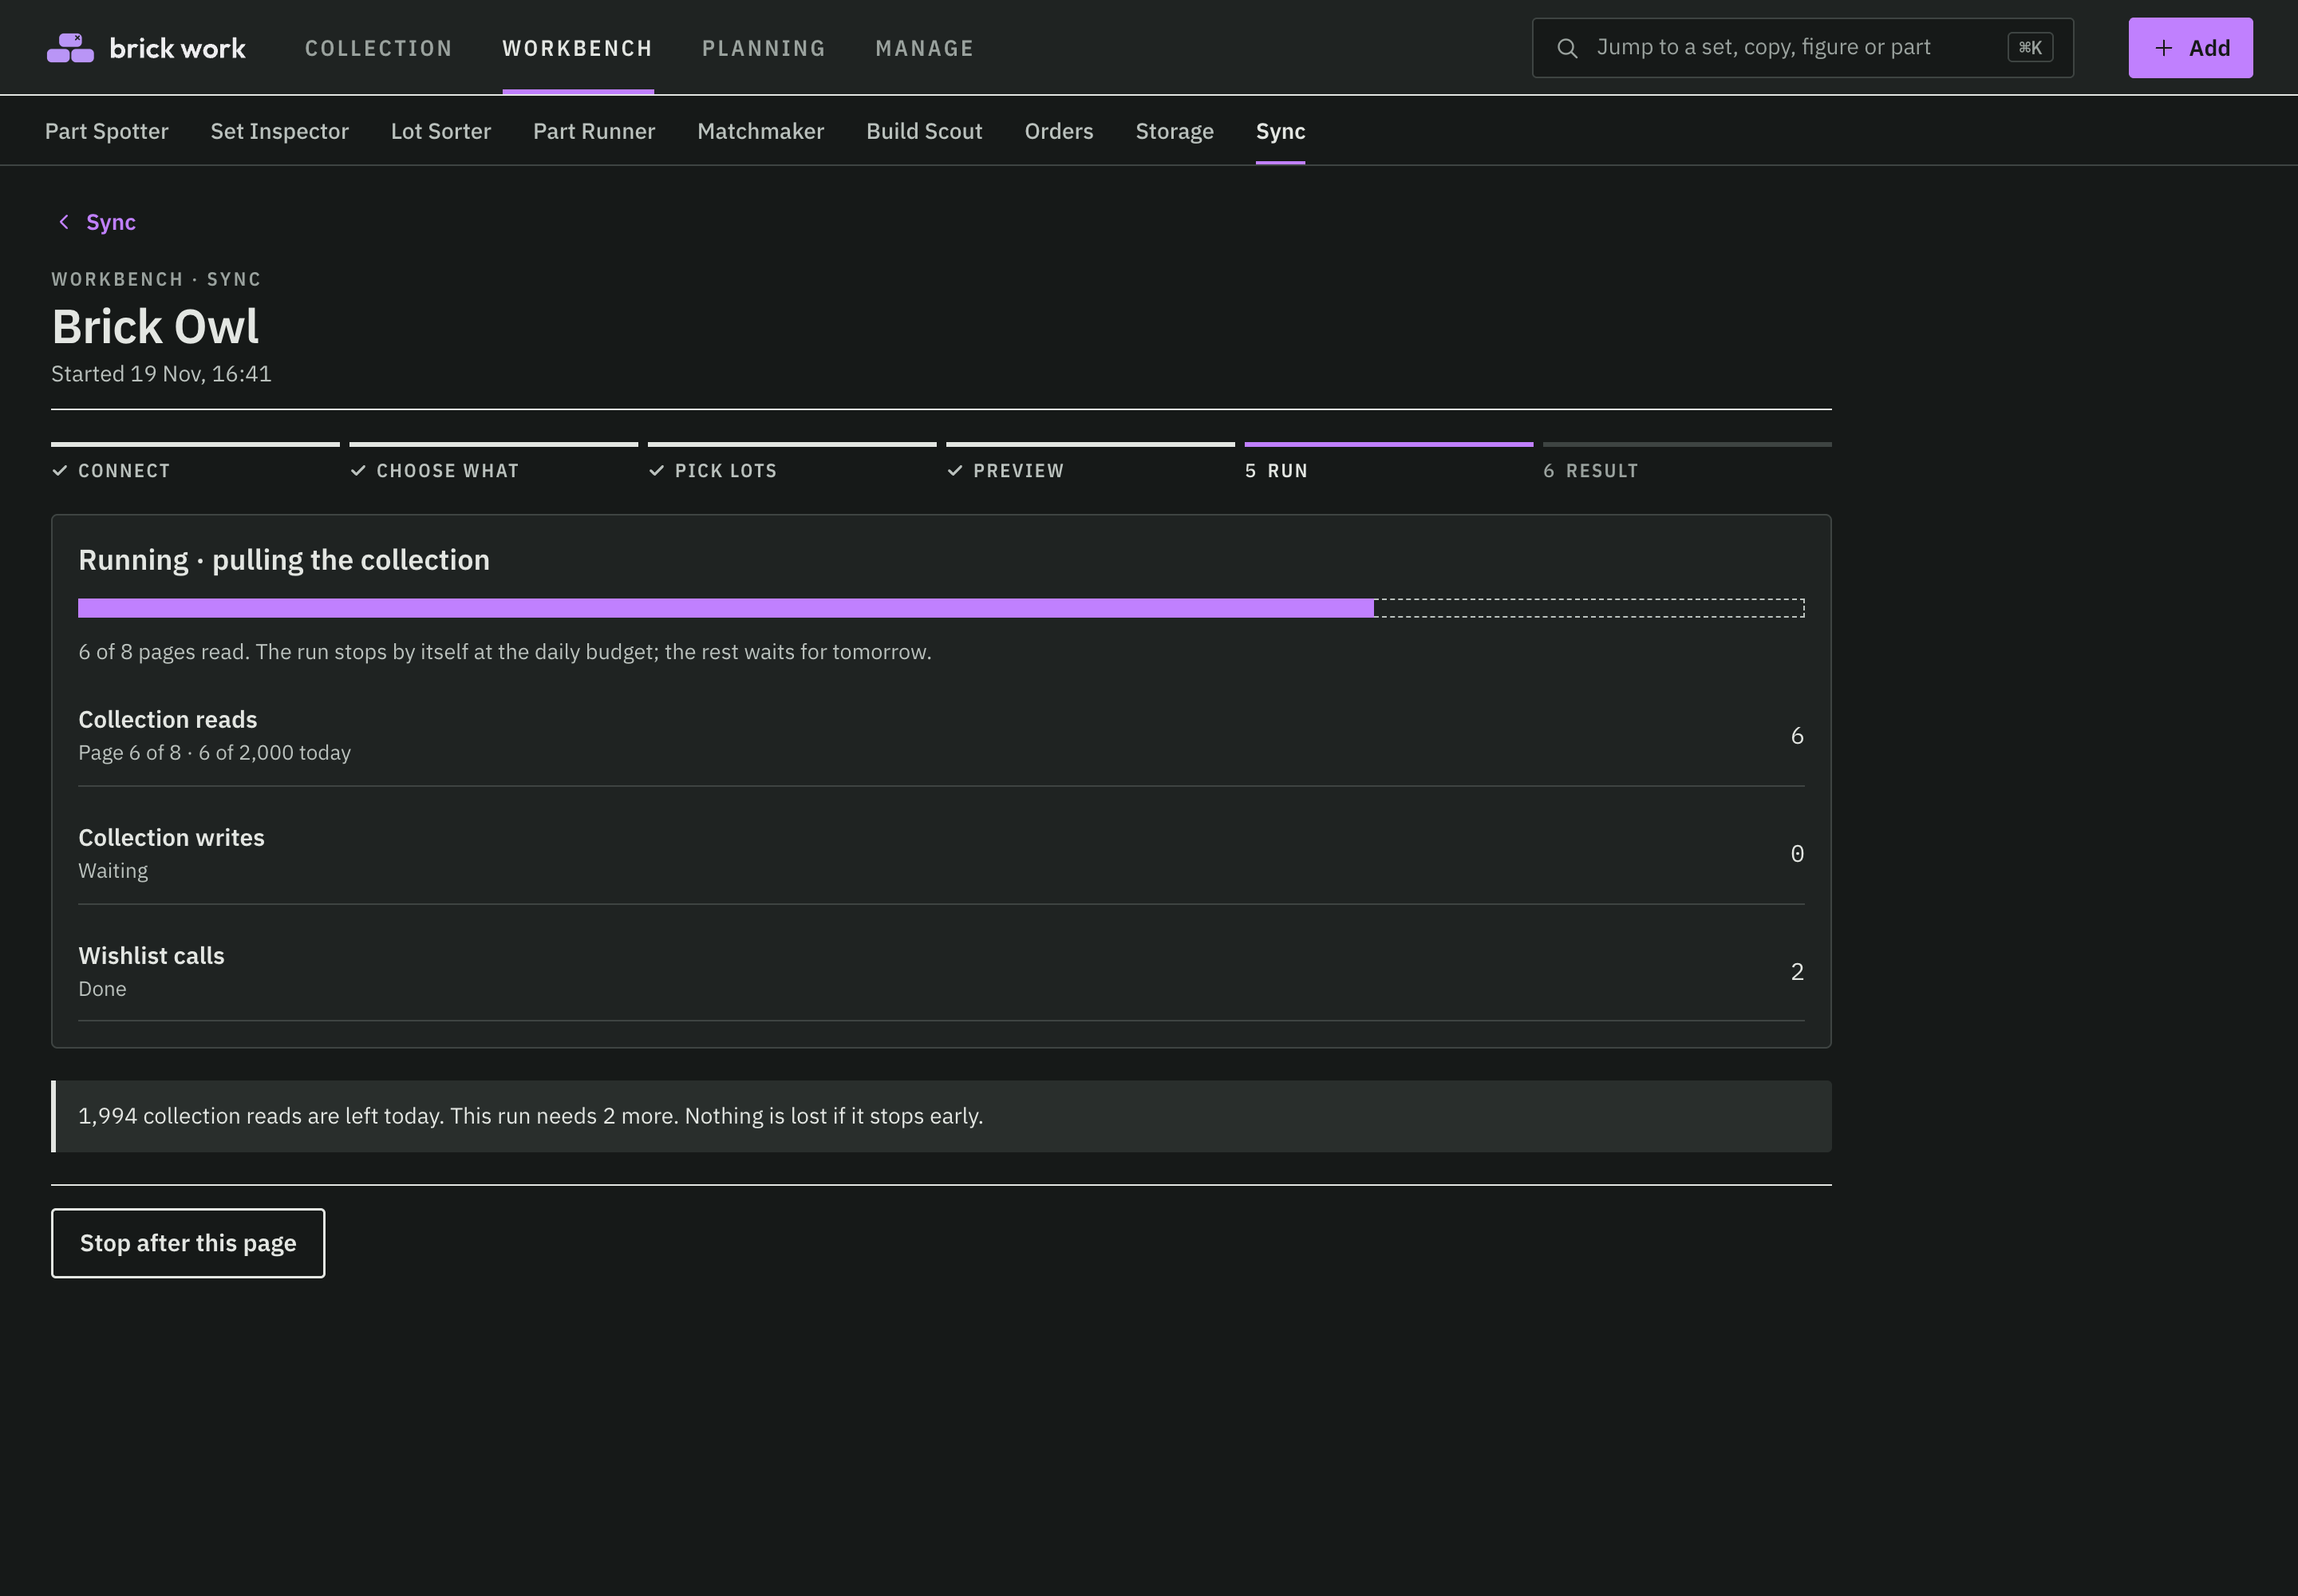 brick work
COLLECTION
WORKBENCH
PLANNING
MANAGE
Jump to a set, copy, figure or part
⌘K
+ Add
Part Spotter
Set Inspector
Lot Sorter
Part Runner
Matchmaker
Build Scout
Orders
Storage
Sync
Sync
WORKBENCH · SYNC
Brick Owl
Started 19 Nov, 16:41
CONNECT
CHOOSE WHAT
PICK LOTS
PREVIEW
5 RUN
6 RESULT
Running · pulling the collection
6 of 8 pages read. The run stops by itself at the daily budget; the rest waits for tomorrow.
Collection reads
Page 6 of 8 · 6 of 2,000 today
6
Collection writes
Waiting
0
Wishlist calls
Done
2
1,994 collection reads are left today. This run needs 2 more. Nothing is lost if it stops early.
Stop after this page